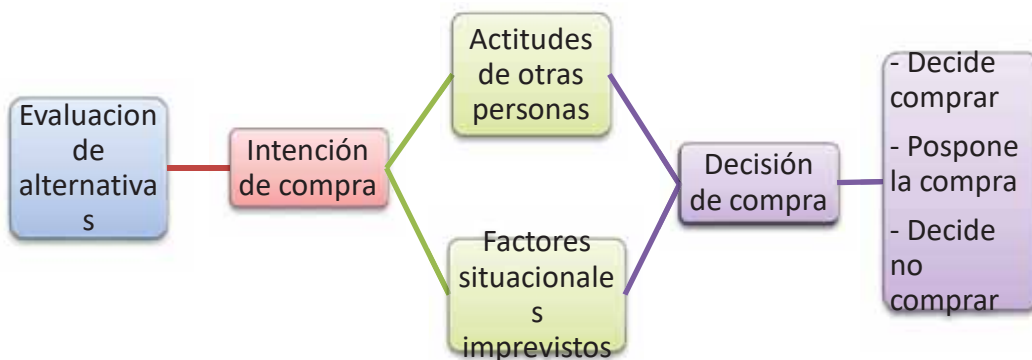 Evaluacion
de
alternativa
s
Intención
de compra
Actitudes
de otras
personas
Factores
situacionale
s
imprevistos
Decisión
de compra
- Decide
comprar
- Pospone
la compra
- Decide
no
comprar